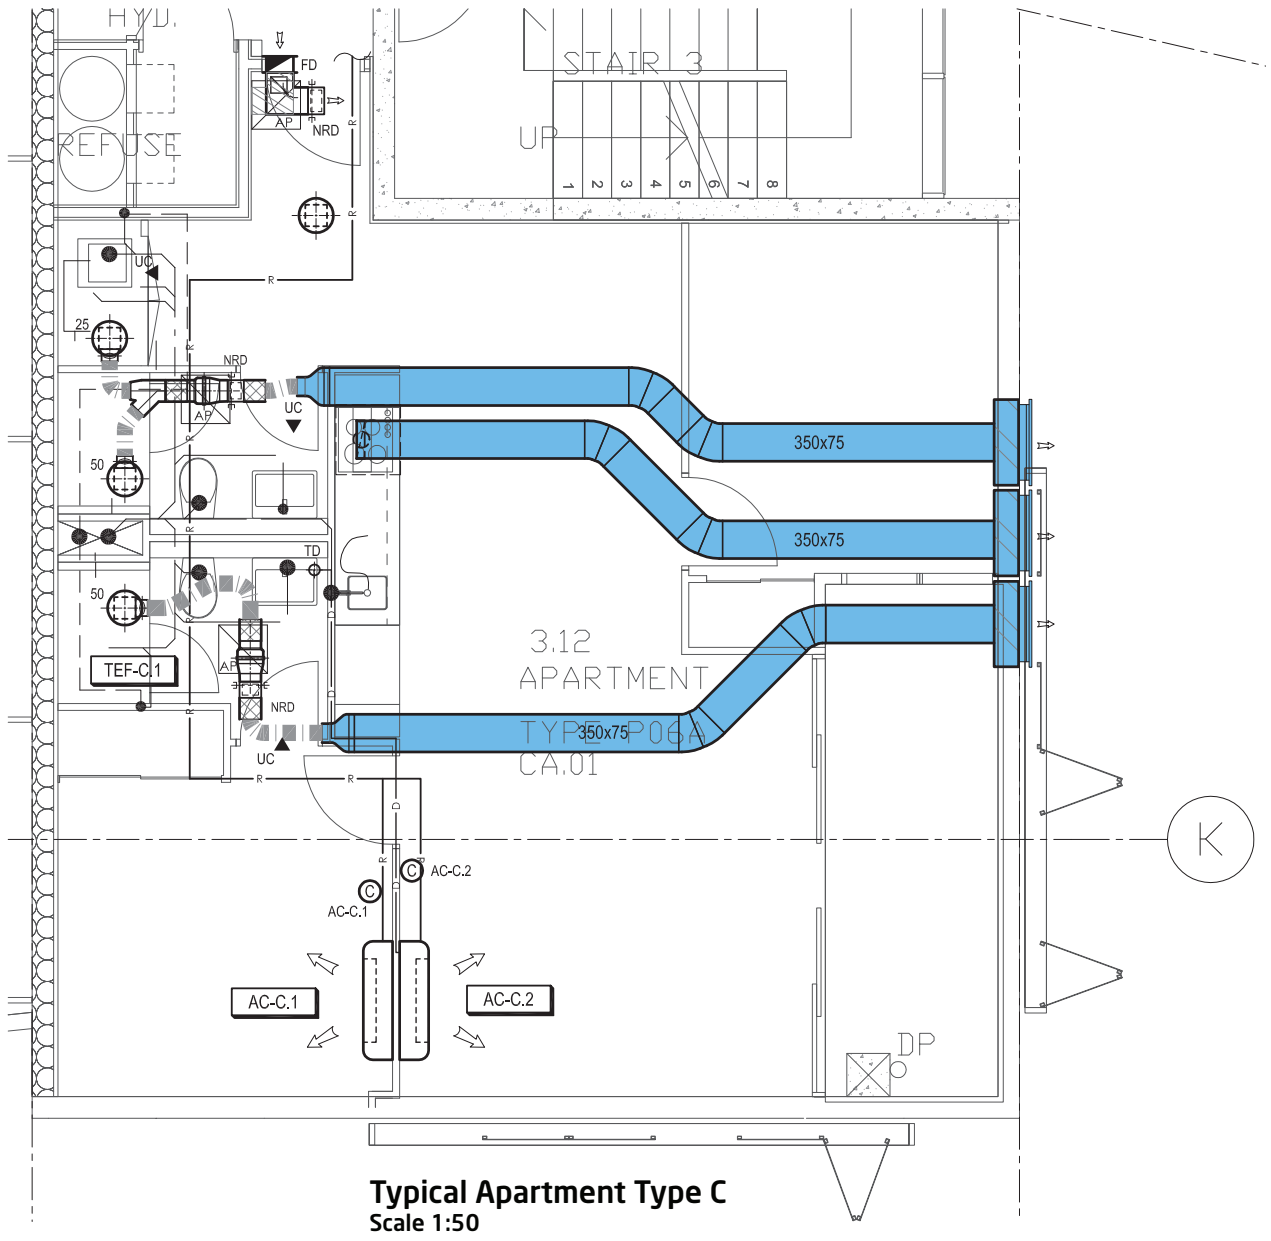 HYD.
FD
STAIR 3
AP
NRD
R
UP
REFUSE
1 2 3 4 5 6 7 8
R
UC
R
25
R
NRD
AP
UC
350x75
50
R
R
350x75
TD
50
R
D
3.12
APARTMENT
TEF-C.1
AP
NRD
TYPE P06A
350x75
CA.01
UC
R
R
D
K
R
R
C
AC-C.2
C
D
AC-C.1
AC-C.1
AC-C.2
DP
Typical Apartment Type C
Scale 1:50